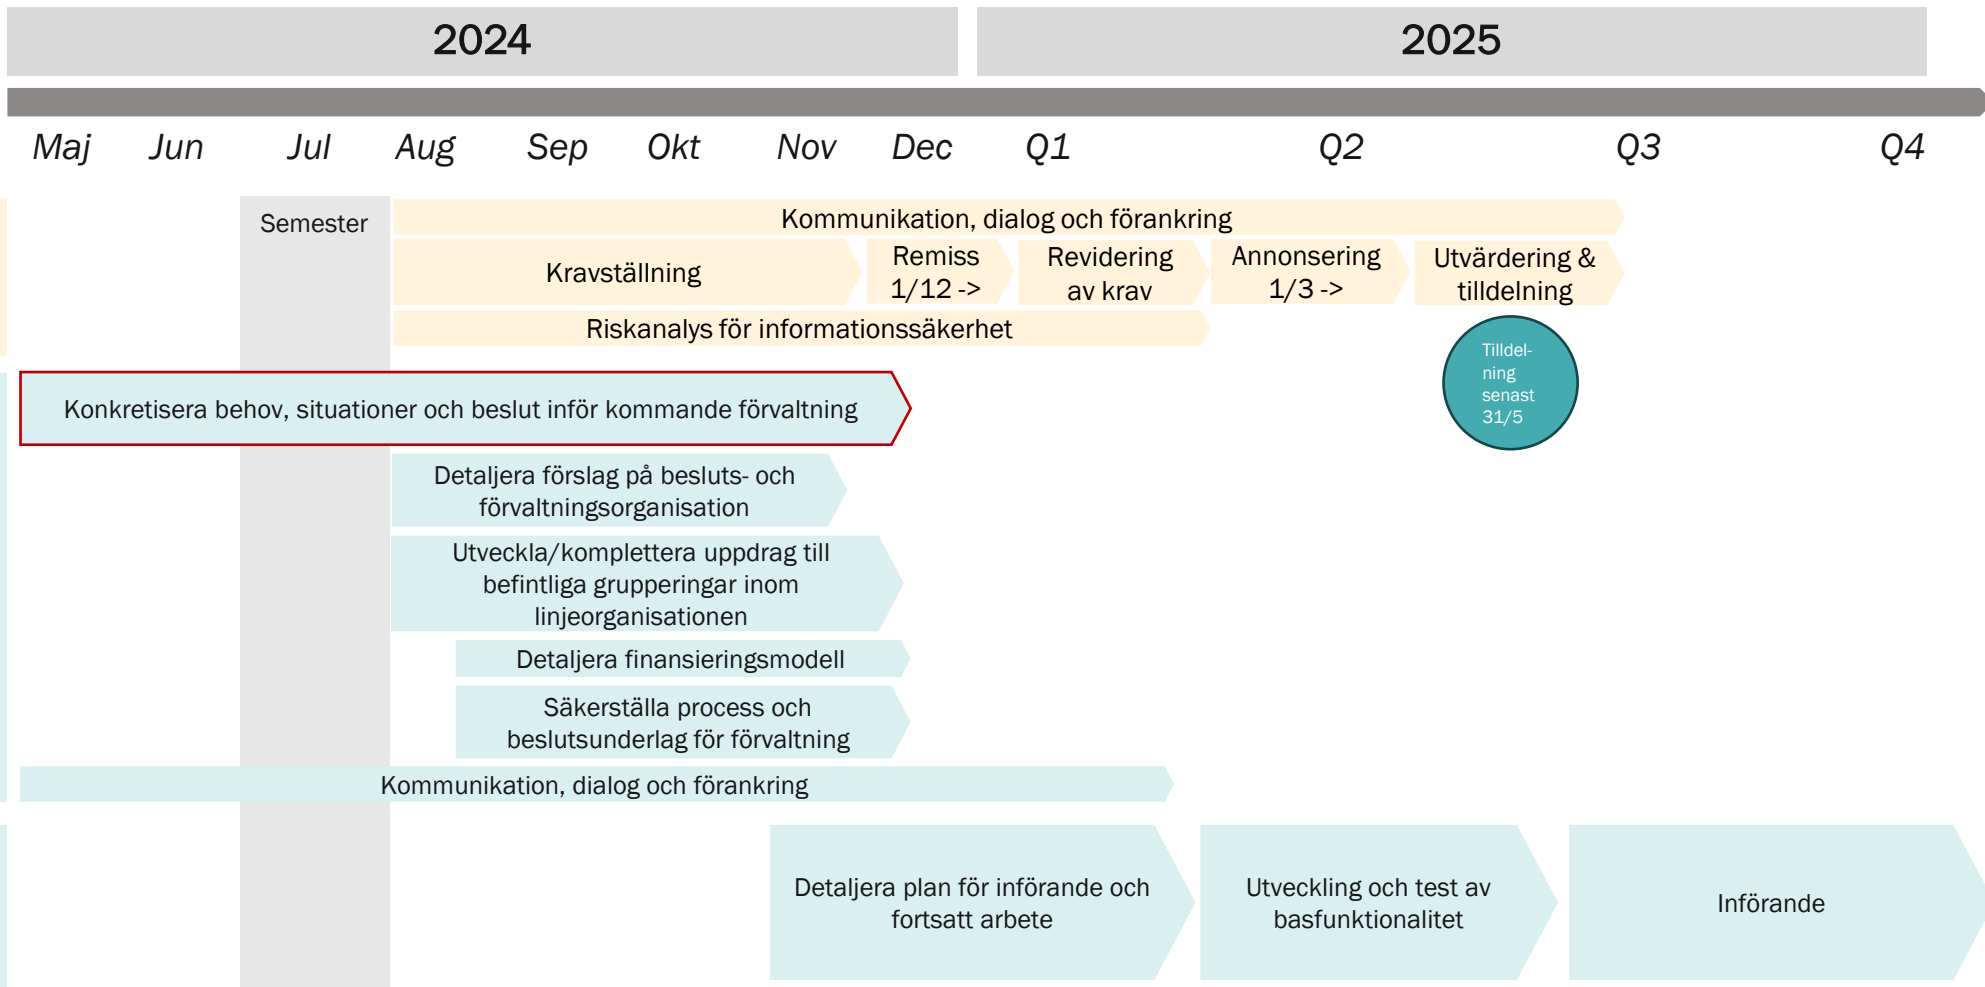 2024
2025
Maj Jun Jul Aug Sep Okt Nov Dec Q1 Q2 Q3 Q4
Semester
Kommunikation, dialog och förankring
Kravställning
Remiss
1/12 ->
Revidering
av krav
Annonsering
1/3 ->
Utvärdering &
tilldelning
Riskanalys för informationssäkerhet
Tilldel-
ning
senast
31/5
Konkretisera behov, situationer och beslut inför kommande förvaltning
Detaljera förslag på besluts- och
förvaltningsorganisation
Utveckla/komplettera uppdrag till
befintliga grupperingar inom
linjeorganisationen
Detaljera finansieringsmodell
Säkerställa process och
beslutsunderlag för förvaltning
Kommunikation, dialog och förankring
Detaljera plan för införande och
fortsatt arbete
Utveckling och test av
basfunktionalitet
Införande